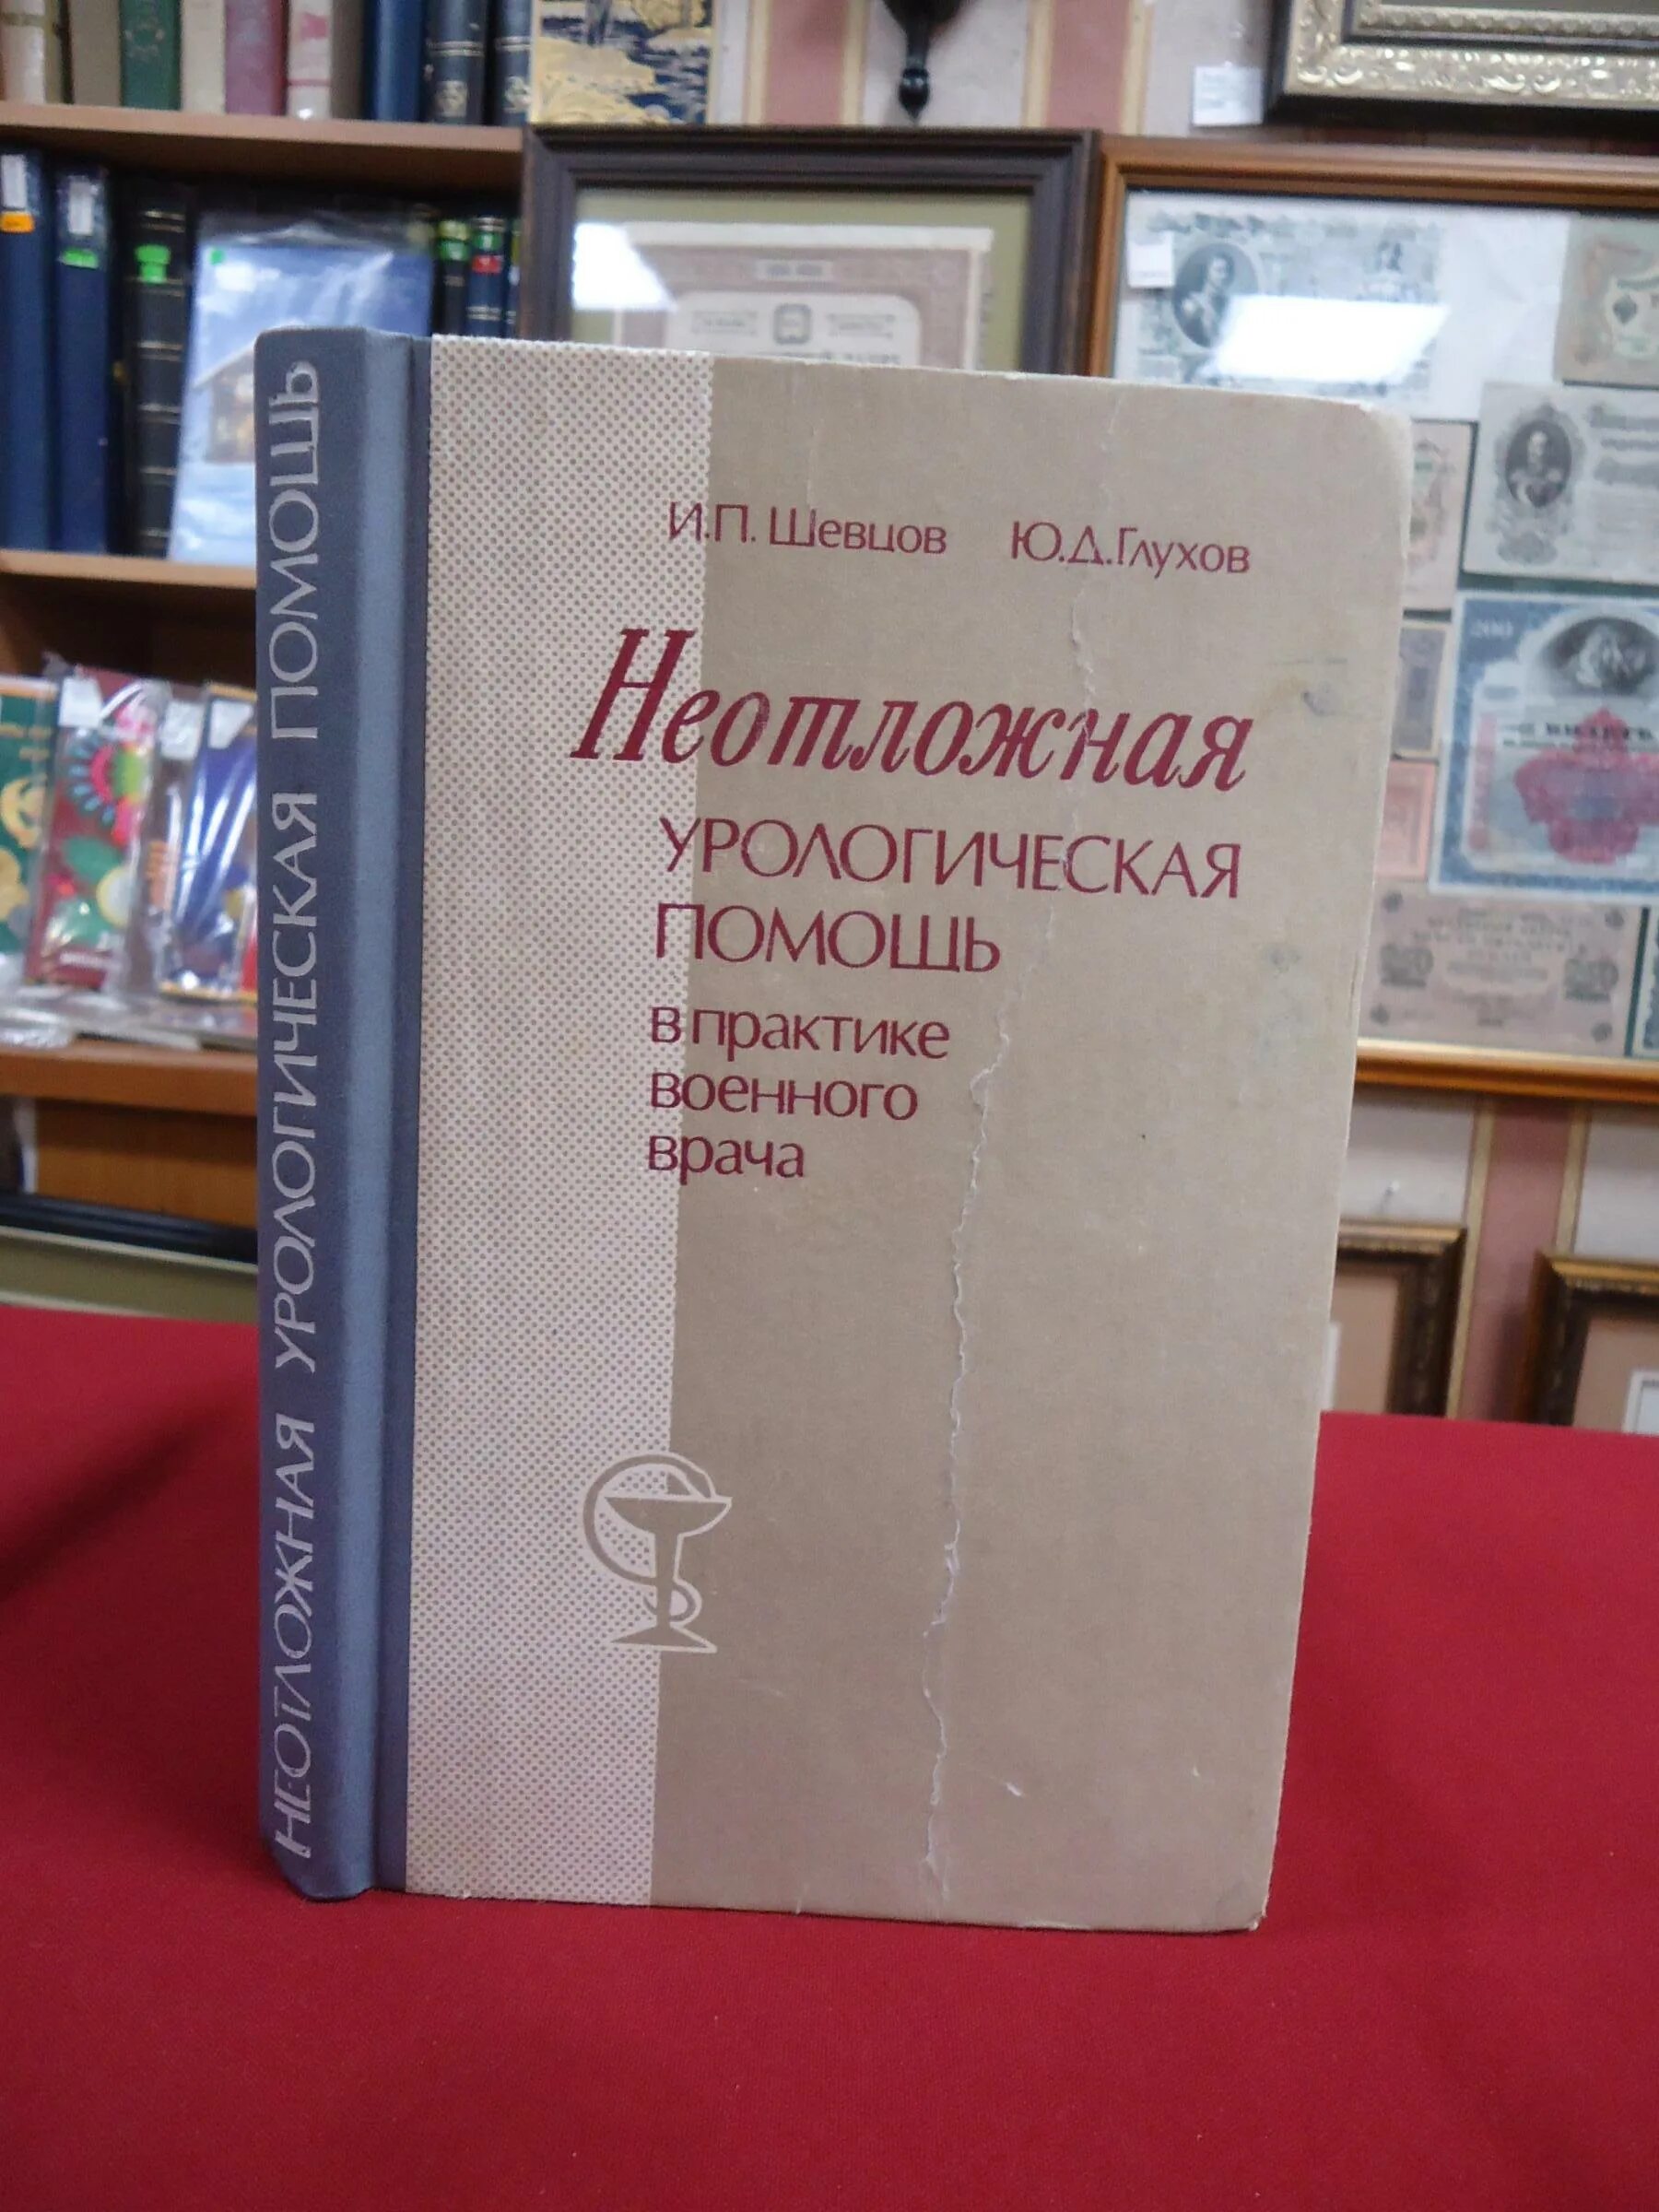 НЕОТЛОЖНАЯ УРОЛОГИЧЕСКАЯ ПОМОЩЬ
И.П. Шевцов Ю.Д.Глухов
Неотложная
УРОЛОГИЧЕСКАЯ
ПОМОЩЬ
в практике
военного
врача